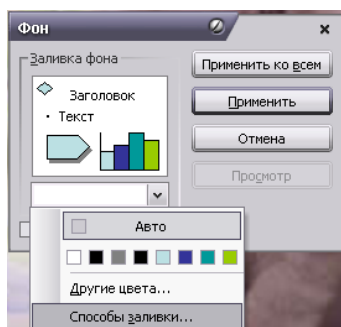 Фон
Заливка фона
Применить ко всем
Заголовок
• Текст
Применить
Отмена
Просмотр
Авто
Другие цвета...
Способы заливки...